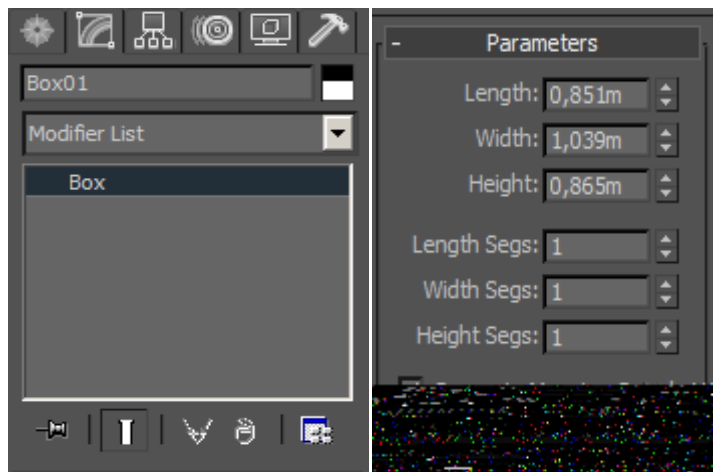 Box01
Modifier List
Box
- Parameters
Length: 0,851m
Width: 1,039m
Height: 0,865m
Length Segs: 1
Width Segs: 1
Height Segs: 1